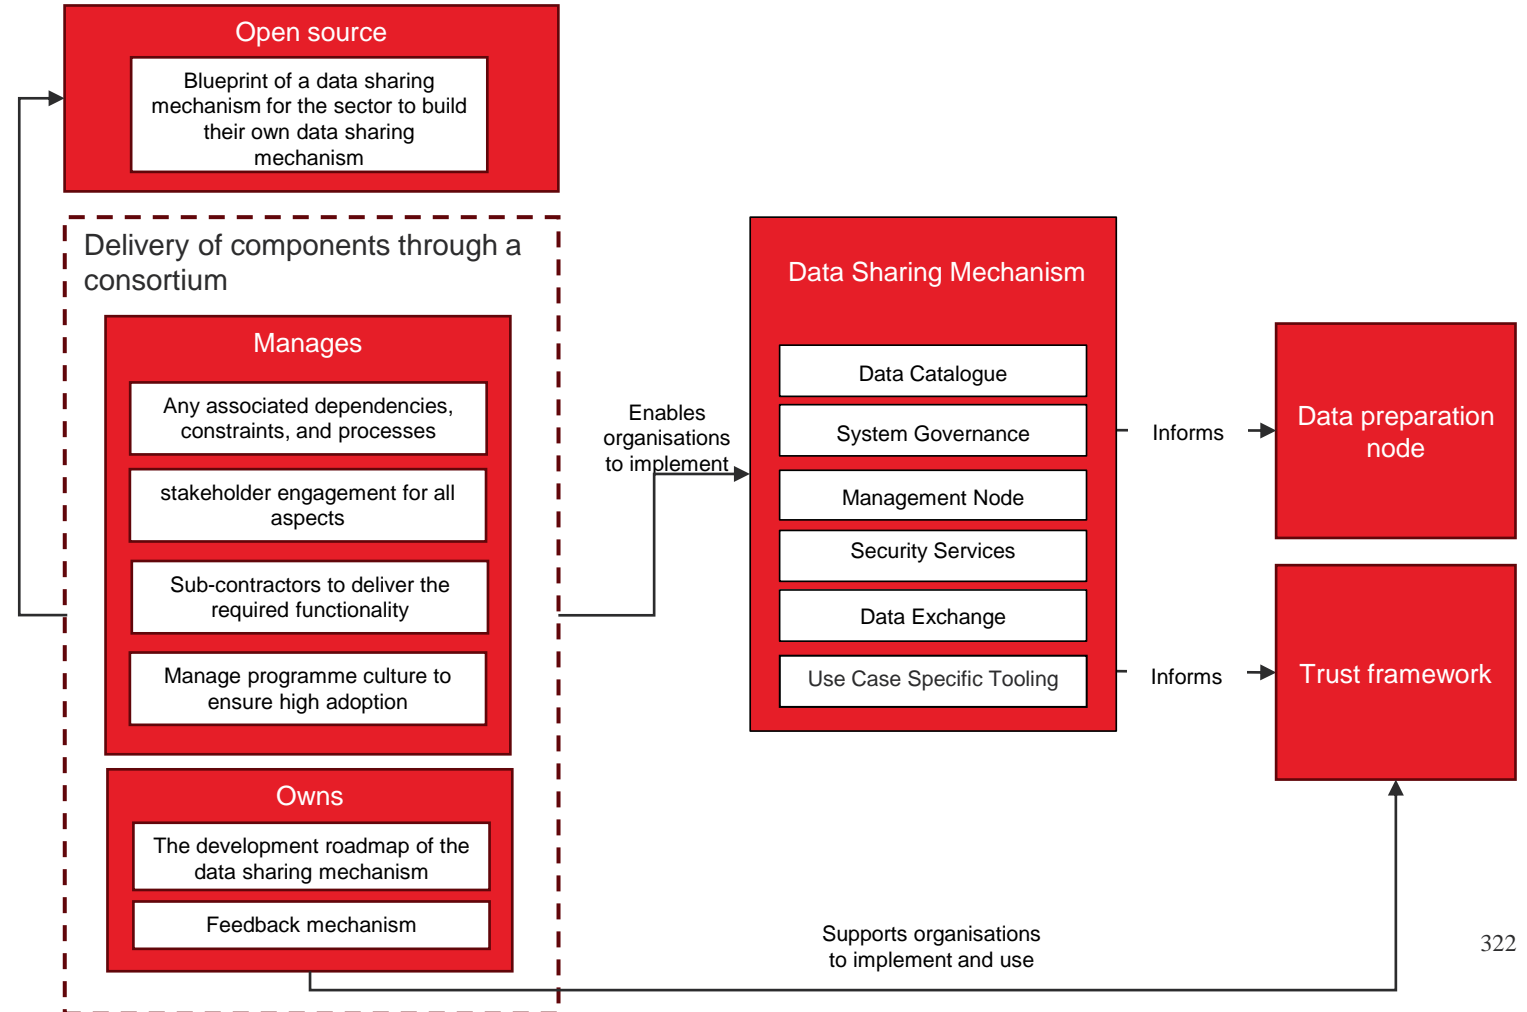 Open source
Blueprint of a data sharing
mechanism for the sector to build
their own data sharing
mechanism
Delivery of components through a
consortium
Manages
Any associated dependencies,
constraints, and processes
stakeholder engagement for all
aspects
Sub-contractors to deliver the
required functionality
Manage programme culture to
ensure high adoption
Owns
The development roadmap of the
data sharing mechanism
Feedback mechanism
Enables
organisations
to implement
Data Sharing Mechanism
Data Catalogue
System Governance
Management Node
Security Services
Data Exchange
Use Case Specific Tooling
Informs
Data preparation
node
Informs
Trust framework
Supports organisations
to implement and use
322